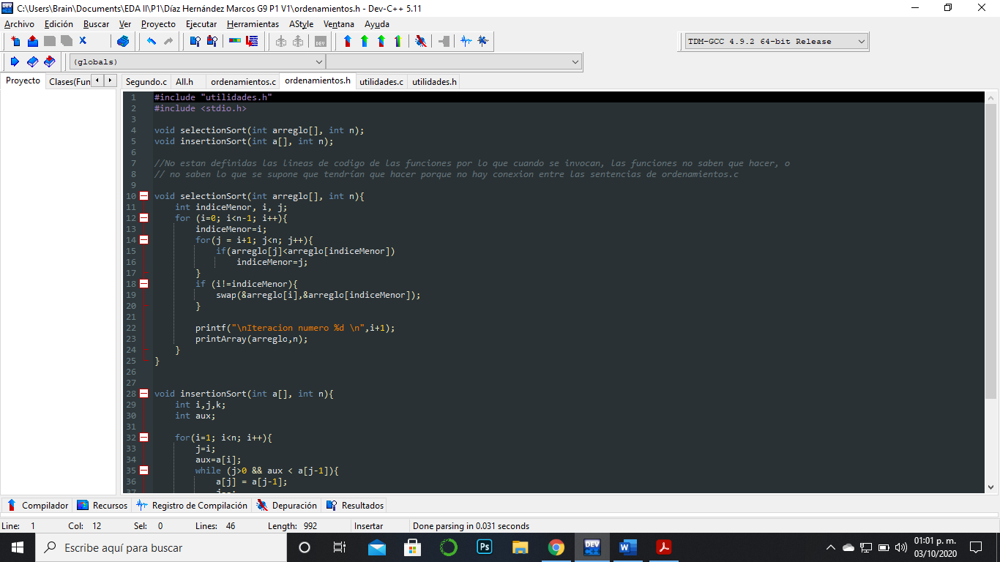 C:\Users\Brain\Documents\EDA II\P1\Díaz Hernández Marcos G9 P1 V1\ordenamientos.h - Dev-C++ 5.11
Archivo Edición Buscar Ver Proyecto Ejecutar Herramientas AStyle Ventana Ayuda
TDM-GCC 4.9.2 64-bit Release
(globals)
Proyecto Clases(Fun Segundo.c All.h ordenamientos.c ordenamientos.h utilidades.c utilidades.h
1 #include "utilidades.h"
2 #include <stdio.h>
3
4 void selectionSort(int arreglo[], int n);
5 void insertionSort(int a[], int n);
6
7 //No estan definidas las lineas de codigo de las funciones por lo que cuando se invocan, las funciones no saben que hacer, o
8 // no saben lo que se supone que tendrían que hacer porque no hay conexion entre las sentencias de ordenamientos.c
9
10 void selectionSort(int arreglo[], int n){
11 int indiceMenor, i, j;
12 for (i=0; i<n-1; i++){
13 indiceMenor=i;
14 for(j = i+1; j<n; j++){
15 if(arreglo[j]<arreglo[indiceMenor])
16 indiceMenor=j;
17 }
18 if (i!=indiceMenor){
19 swap(&arreglo[i],&arreglo[indiceMenor]);
20 }
21
22 printf("\nIteracion numero %d \n",i+1);
23 printArray(arreglo,n);
24 }
25 }
26
27
28 void insertionSort(int a[], int n){
29 int i,j,k;
30 int aux;
31
32 for(i=1; i<n; i++){
33 j=i;
34 aux=a[i];
35 while (j>0 && aux < a[j-1]){
36 a[j] = a[j-1];
37
Compilador Recursos Registro de Compilación Depuración Resultados
Line: 1 Col: 12 Sel: 0 Lines: 46 Length: 992 Insertar Done parsing in 0.031 seconds
Escribe aquí para buscar
01:01 p. m.
03/10/2020